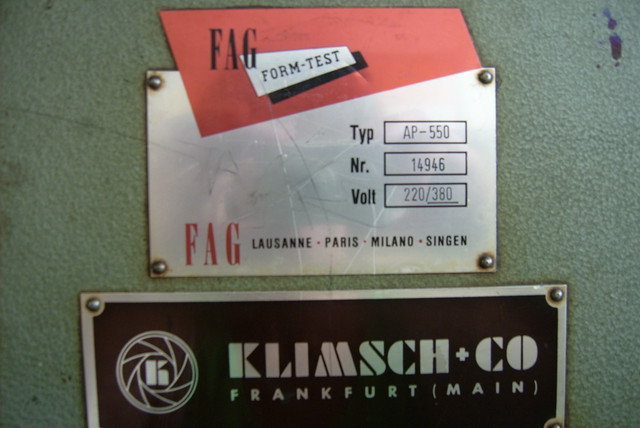 FAG
FORM-TEST
Typ AP-550
Nr. 14946
Volt 220/380
FAG LAUSANNE · PARIS · MILANO · SINGEN
K
KLIMSCH+CO
FRANKFURT (MAIN)